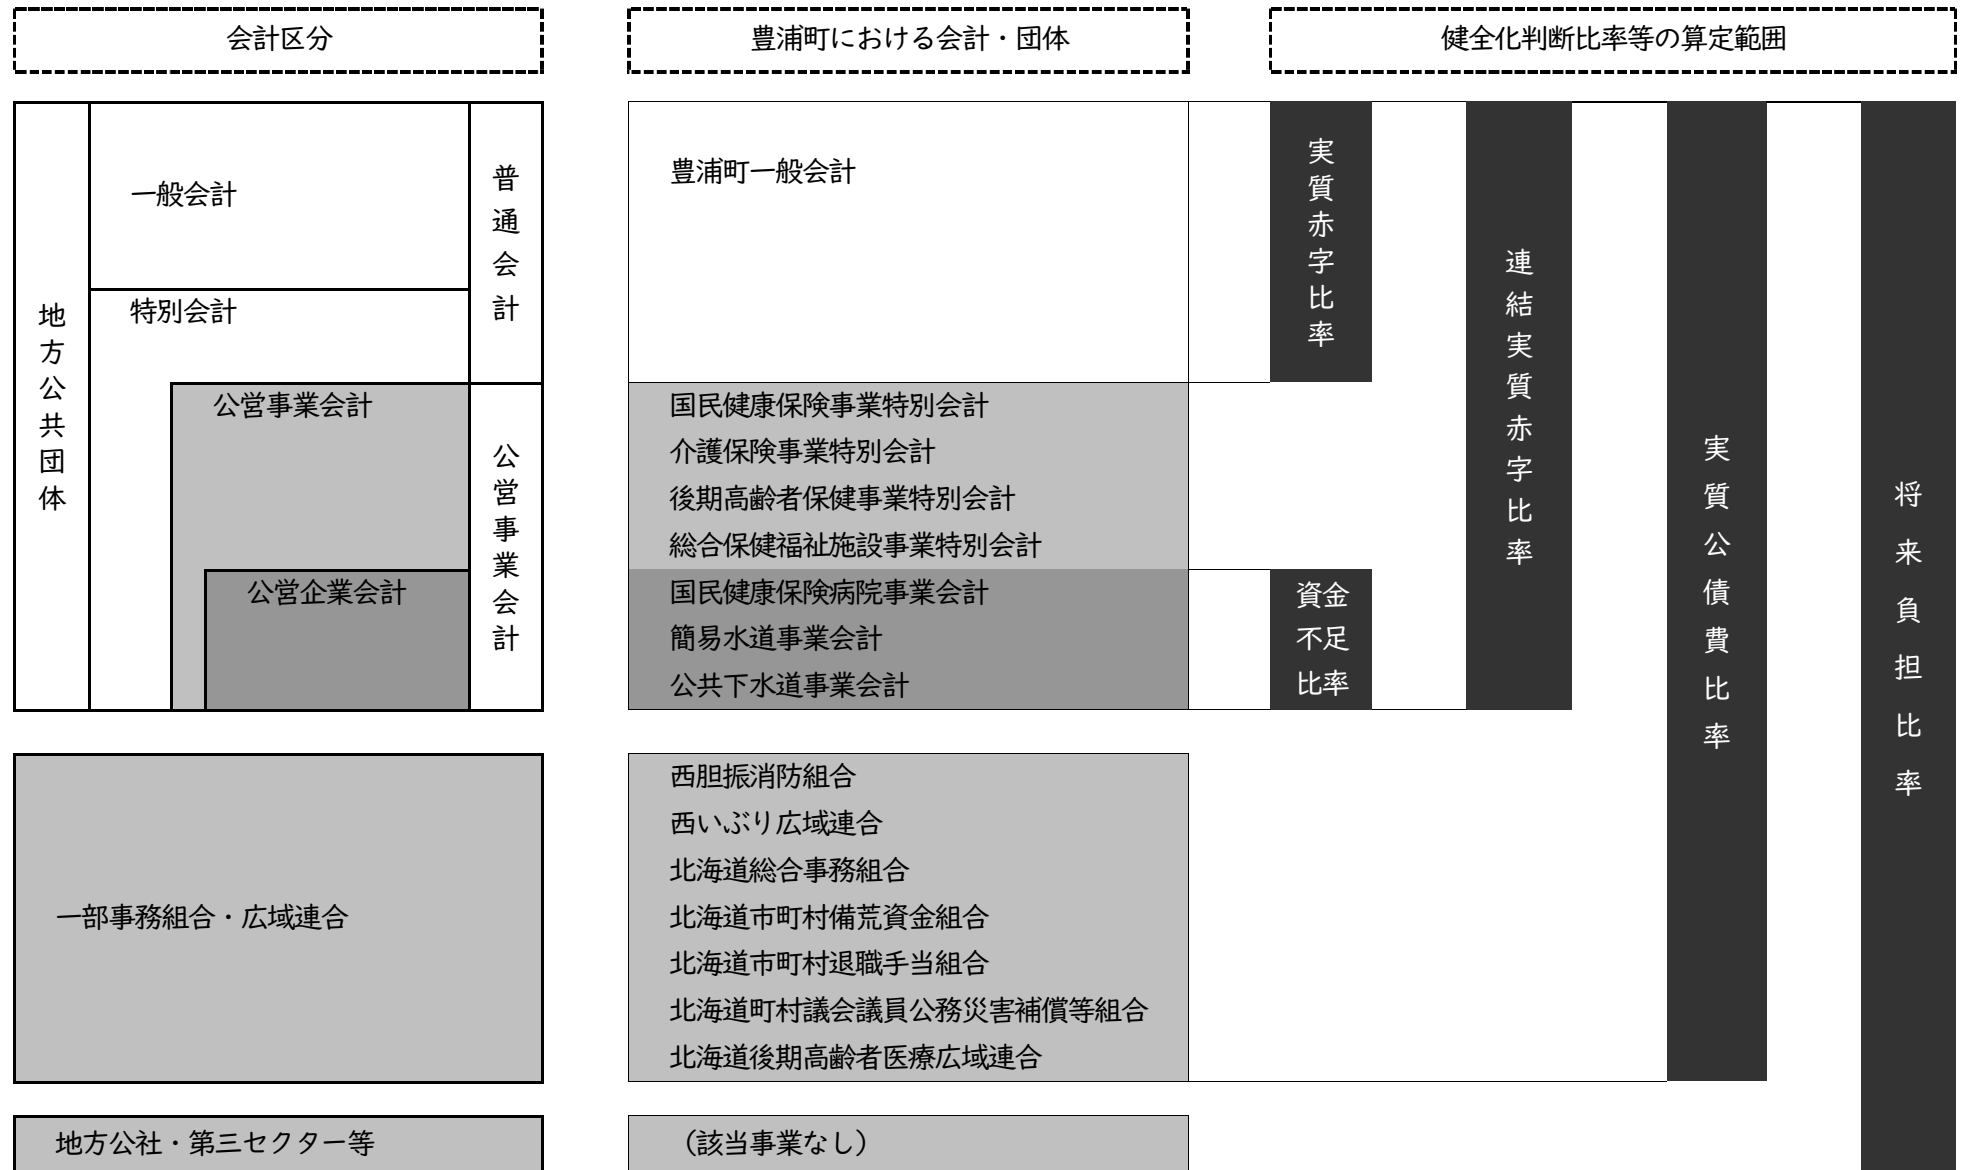 会計区分
豊浦町における会計・団体
健全化判断比率等の算定範囲
地方公共団体
一般会計
特別会計
公営事業会計
公営企業会計
普通会計
公営事業会計
豊浦町一般会計
国民健康保険事業特別会計
介護保険事業特別会計
後期高齢者保健事業特別会計
総合保健福祉施設事業特別会計
国民健康保険病院事業会計
簡易水道事業会計
公共下水道事業会計
実質赤字比率
資金
不足
比率
連結実質赤字比率
実質公債費比率
将来負担比率
一部事務組合・広域連合
西胆振消防組合
西いぶり広域連合
北海道総合事務組合
北海道市町村備荒資金組合
北海道市町村退職手当組合
北海道町村議会議員公務災害補償等組合
北海道後期高齢者医療広域連合
地方公社・第三セクター等
（該当事業なし）